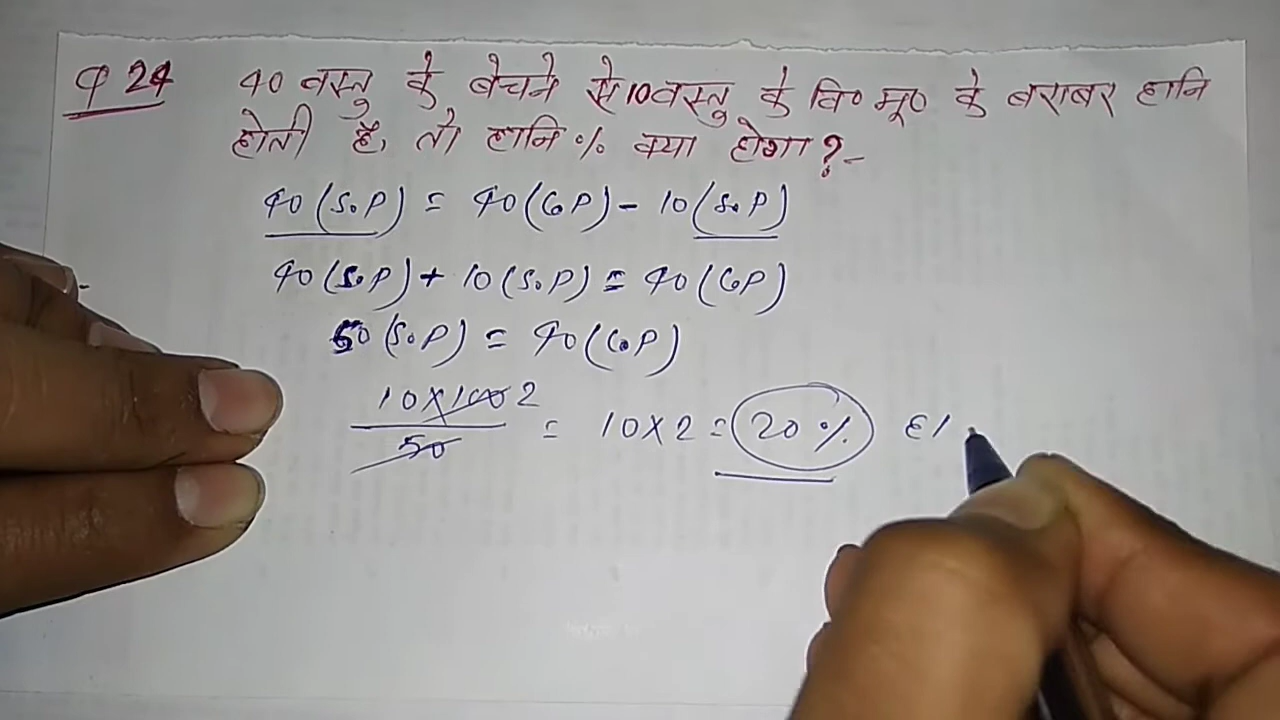 Q 24 40 वस्तु के बेचने से 10 वस्तु के वि० मू० के बराबर हानि
होती है, तो हानि % क्या होगा ?-
40 (S.P) = 40 (C.P) - 10 (S.P)
40 (S.P) + 10 (S.P) = 40 (C.P)
50 (S.P) = 40 (C.P)
10 X 100 2
50
= 10 X 2 = 20 %